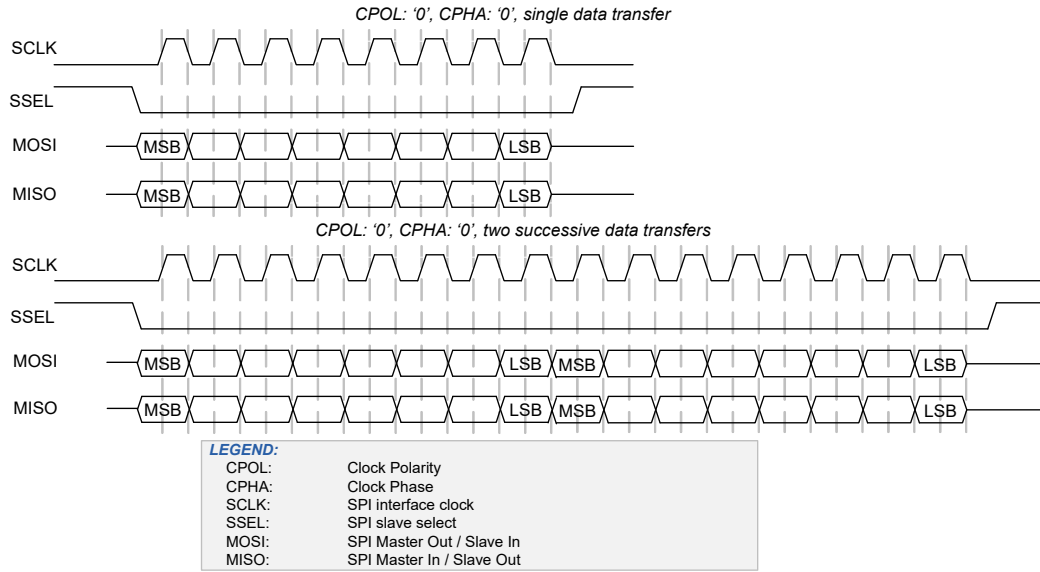 CPOL: ‘0’, CPHA: ‘0’, single data transfer
SCLK
SSEL
MOSI MSB LSB
MISO MSB LSB
CPOL: ‘0’, CPHA: ‘0’, two successive data transfers
SCLK
SSEL
MOSI MSB LSB MSB LSB
MISO MSB LSB MSB LSB
LEGEND:
CPOL: Clock Polarity
CPHA: Clock Phase
SCLK: SPI interface clock
SSEL: SPI slave select
MOSI: SPI Master Out / Slave In
MISO: SPI Master In / Slave Out